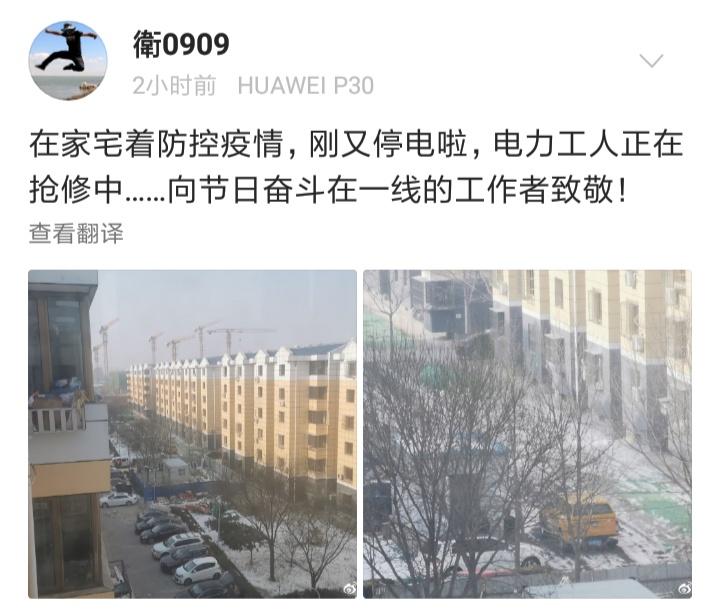 衛0909
2小时前 HUAWEI P30
在家宅着防控疫情，刚又停电啦，电力工人正在
抢修中……向节日奋斗在一线的工作者致敬！
查看翻译